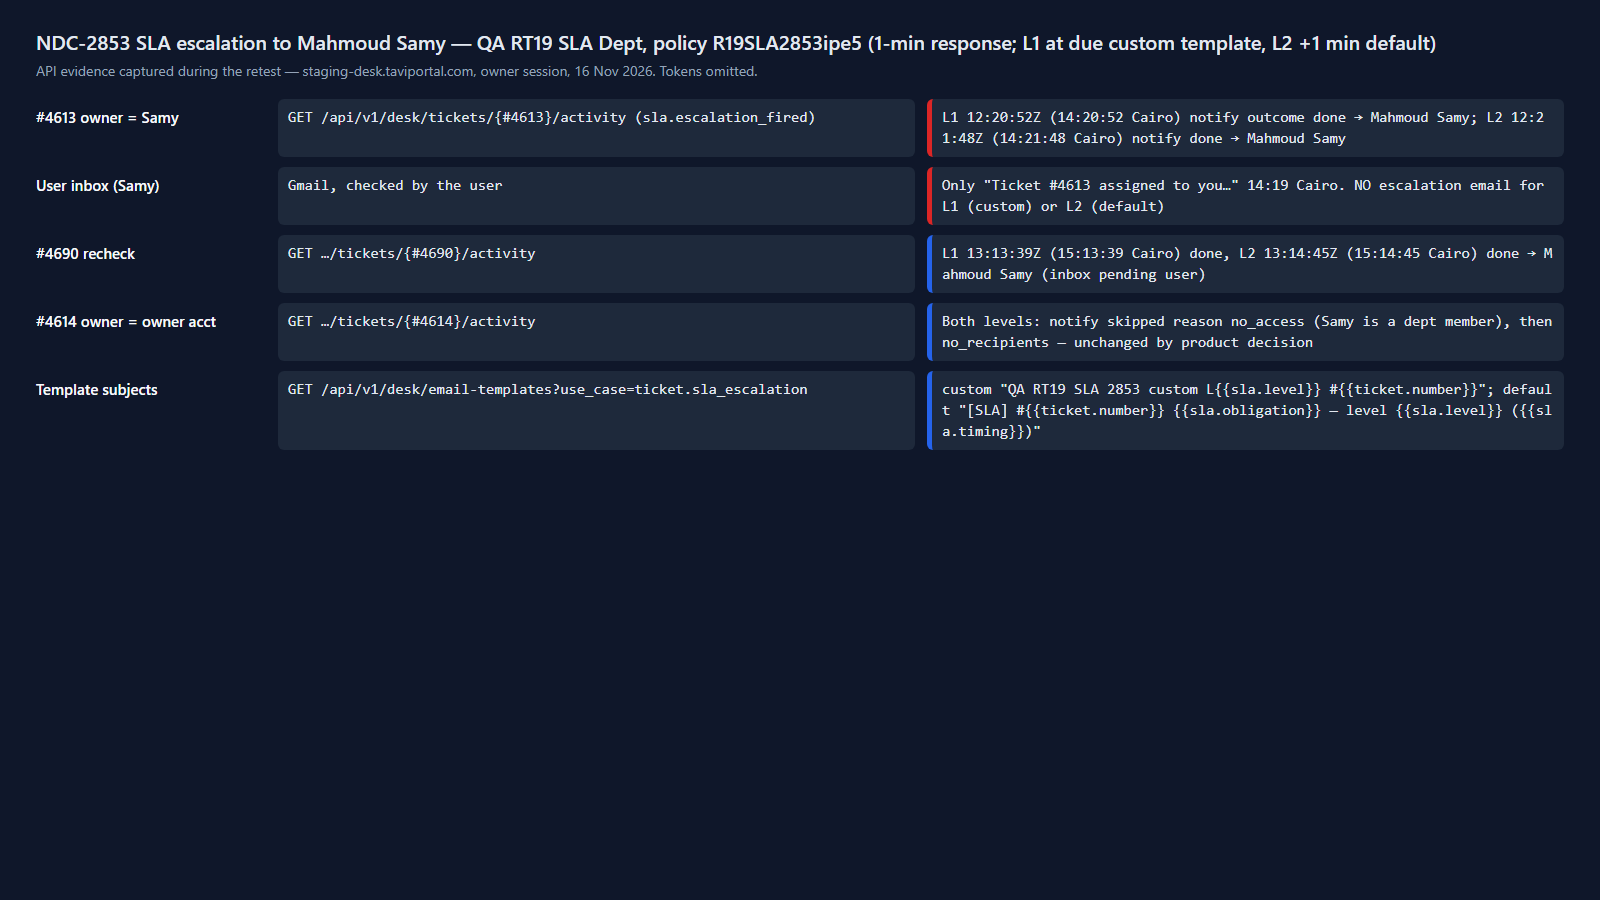 NDC-2853 SLA escalation to Mahmoud Samy — QA RT19 SLA Dept, policy R19SLA2853ipe5 (1-min response; L1 at due custom template, L2 +1 min default)
API evidence captured during the retest — staging-desk.taviportal.com, owner session, 16 Nov 2026. Tokens omitted.
#4613 owner = Samy
GET /api/v1/desk/tickets/{#4613}/activity (sla.escalation_fired)
L1 12:20:52Z (14:20:52 Cairo) notify outcome done → Mahmoud Samy; L2 12:2
1:48Z (14:21:48 Cairo) notify done → Mahmoud Samy
User inbox (Samy)
Gmail, checked by the user
Only "Ticket #4613 assigned to you…" 14:19 Cairo. NO escalation email for
L1 (custom) or L2 (default)
#4690 recheck
GET …/tickets/{#4690}/activity
L1 13:13:39Z (15:13:39 Cairo) done, L2 13:14:45Z (15:14:45 Cairo) done → M
ahmoud Samy (inbox pending user)
#4614 owner = owner acct
GET …/tickets/{#4614}/activity
Both levels: notify skipped reason no_access (Samy is a dept member), then
no_recipients — unchanged by product decision
Template subjects
GET /api/v1/desk/email-templates?use_case=ticket.sla_escalation
custom "QA RT19 SLA 2853 custom L{{sla.level}} #{{ticket.number}}"; defaul
t "[SLA] #{{ticket.number}} {{sla.obligation}} — level {{sla.level}} ({{sl
a.timing}})"